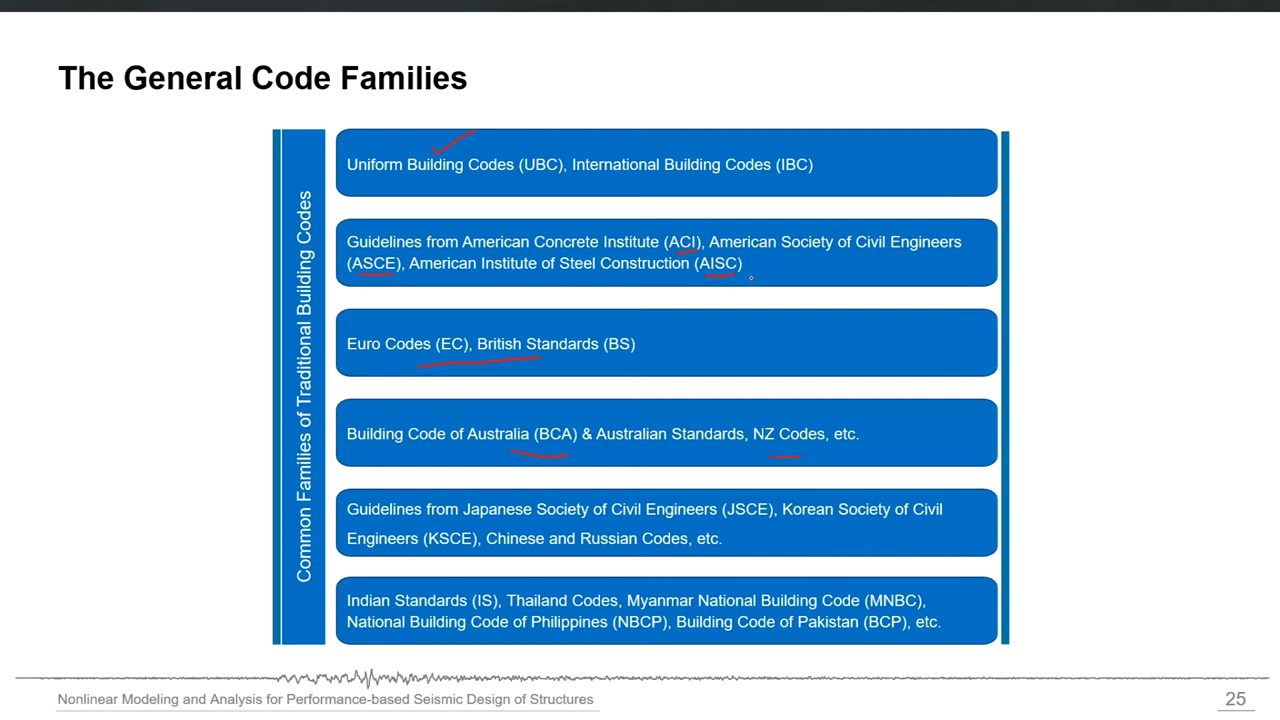 The General Code Families
Common Families of Traditional Building Codes
Uniform Building Codes (UBC), International Building Codes (IBC)
Guidelines from American Concrete Institute (ACI), American Society of Civil Engineers
(ASCE), American Institute of Steel Construction (AISC)
Euro Codes (EC), British Standards (BS)
Building Code of Australia (BCA) & Australian Standards, NZ Codes, etc.
Guidelines from Japanese Society of Civil Engineers (JSCE), Korean Society of Civil
Engineers (KSCE), Chinese and Russian Codes, etc.
Indian Standards (IS), Thailand Codes, Myanmar National Building Code (MNBC),
National Building Code of Philippines (NBCP), Building Code of Pakistan (BCP), etc.
Nonlinear Modeling and Analysis for Performance-based Seismic Design of Structures
25